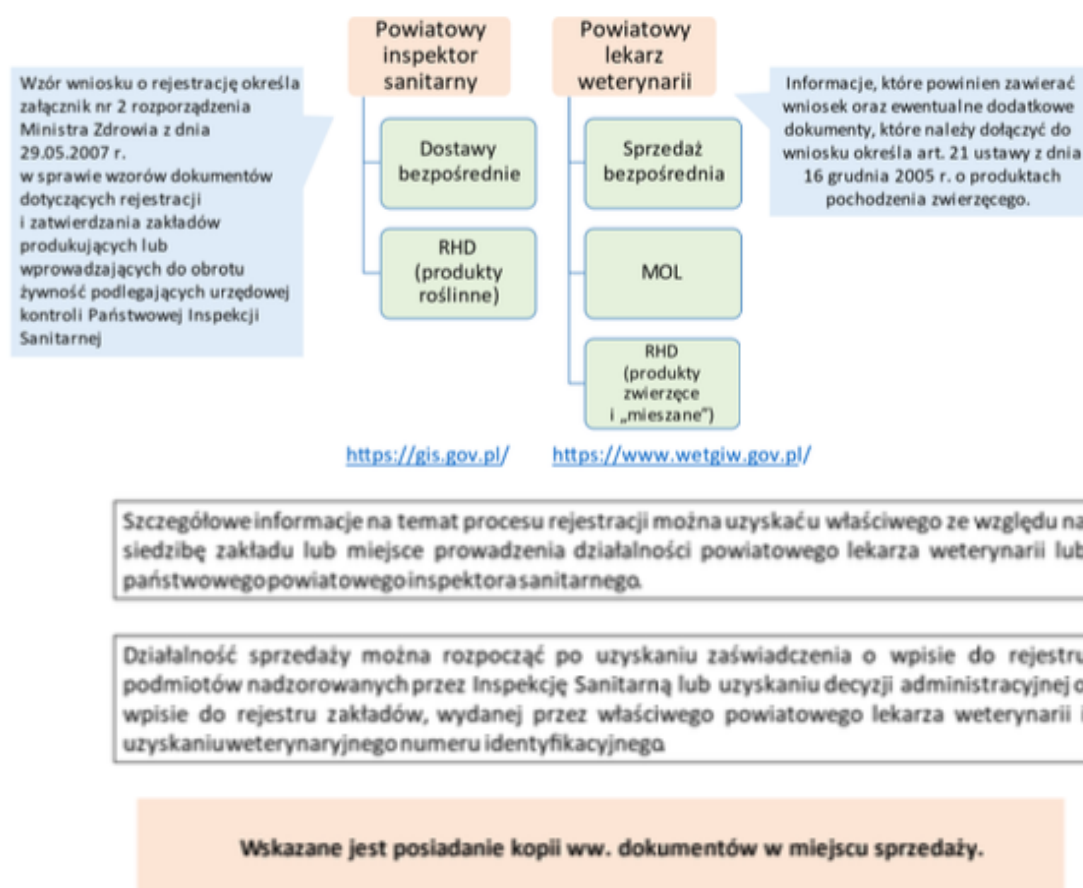 Powiatowy
inspektor
sanitarny
Powiatowy
lekarz
weterynarii
Wzór wniosku o rejestrację określa
załącznik nr 2 rozporządzenia
Ministra Zdrowia z dnia
29.05.2007 r.
w sprawie wzorów dokumentów
dotyczących rejestracji
i zatwierdzania zakładów
produkujących lub
wprowadzających do obrotu
żywność podlegających urzędowej
kontroli Państwowej Inspekcji
Sanitarnej
Dostawy
bezpośrednie
RHD
(produkty
roślinne)
Sprzedaż
bezpośrednia
MOL
RHD
(produkty
zwierzęce
i „mieszane”)
Informacje, które powinien zawierać
wniosek oraz ewentualne dodatkowe
dokumenty, które należy dołączyć do
wniosku określa art. 21 ustawy z dnia
16 grudnia 2005 r. o produktach
pochodzenia zwierzęcego.
https://gis.gov.pl/
https://www.wetgiw.gov.pl/
Szczegółowe informacje na temat procesu rejestracji można uzyskać u właściwego ze względu na
siedzibę zakładu lub miejsce prowadzenia działalności powiatowego lekarza weterynarii lub
państwowego powiatowego inspektora sanitarnego.
Działalność sprzedaży można rozpocząć po uzyskaniu zaświadczenia o wpisie do rejestru
podmiotów nadzorowanych przez Inspekcję Sanitarną lub uzyskaniu decyzji administracyjnej o
wpisie do rejestru zakładów, wydanej przez właściwego powiatowego lekarza weterynarii i
uzyskaniu weterynaryjnego numeru identyfikacyjnego.
Wskazane jest posiadanie kopii ww. dokumentów w miejscu sprzedaży.